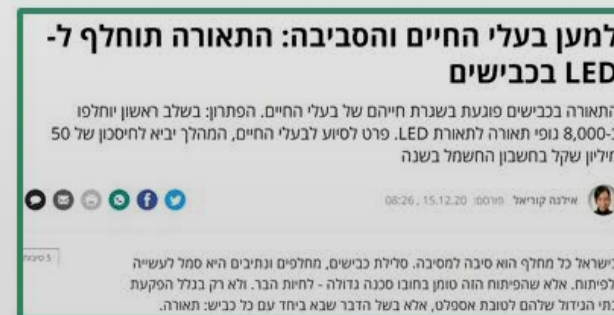 למען בעלי החיים והסביבה: התאורה תוחלף ל-
LED בכבישים
התאורה בכבישים פוגעת בשגרת חייהם של בעלי החיים. הפתרון: בשלב ראשון יוחלפו
כ-8,000 גופי תאורה לתאורת LED. פרט לסיוע לבעלי החיים, המהלך יביא לחיסכון של 50
מיליון שקל בחשבון החשמל בשנה
אילנה קוריאל פורסם: 15.12.20, 08:26
בישראל כל מחלף הוא סיבה למסיבה. סלילת כבישים, מחלפים ונתיבים היא סמל לעשייה
ולפיתוח. אלא שהפיתוח הזה טומן בחובו סכנה גדולה - לחיות הבר. ולא רק בגלל הפקעת
בתי הגידול שלהם לטובת אספלט, אלא בשל הדבר שבא ביחד עם כל כביש: תאורה.